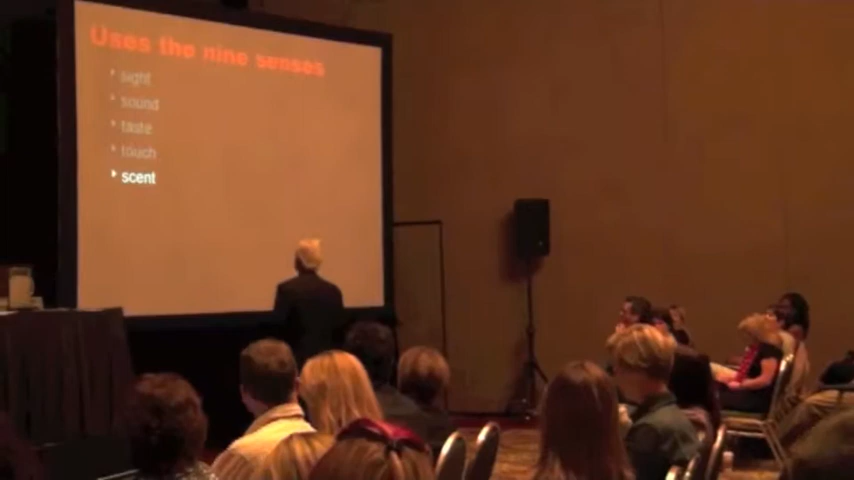 Uses the nine senses
sight
sound
taste
touch
scent